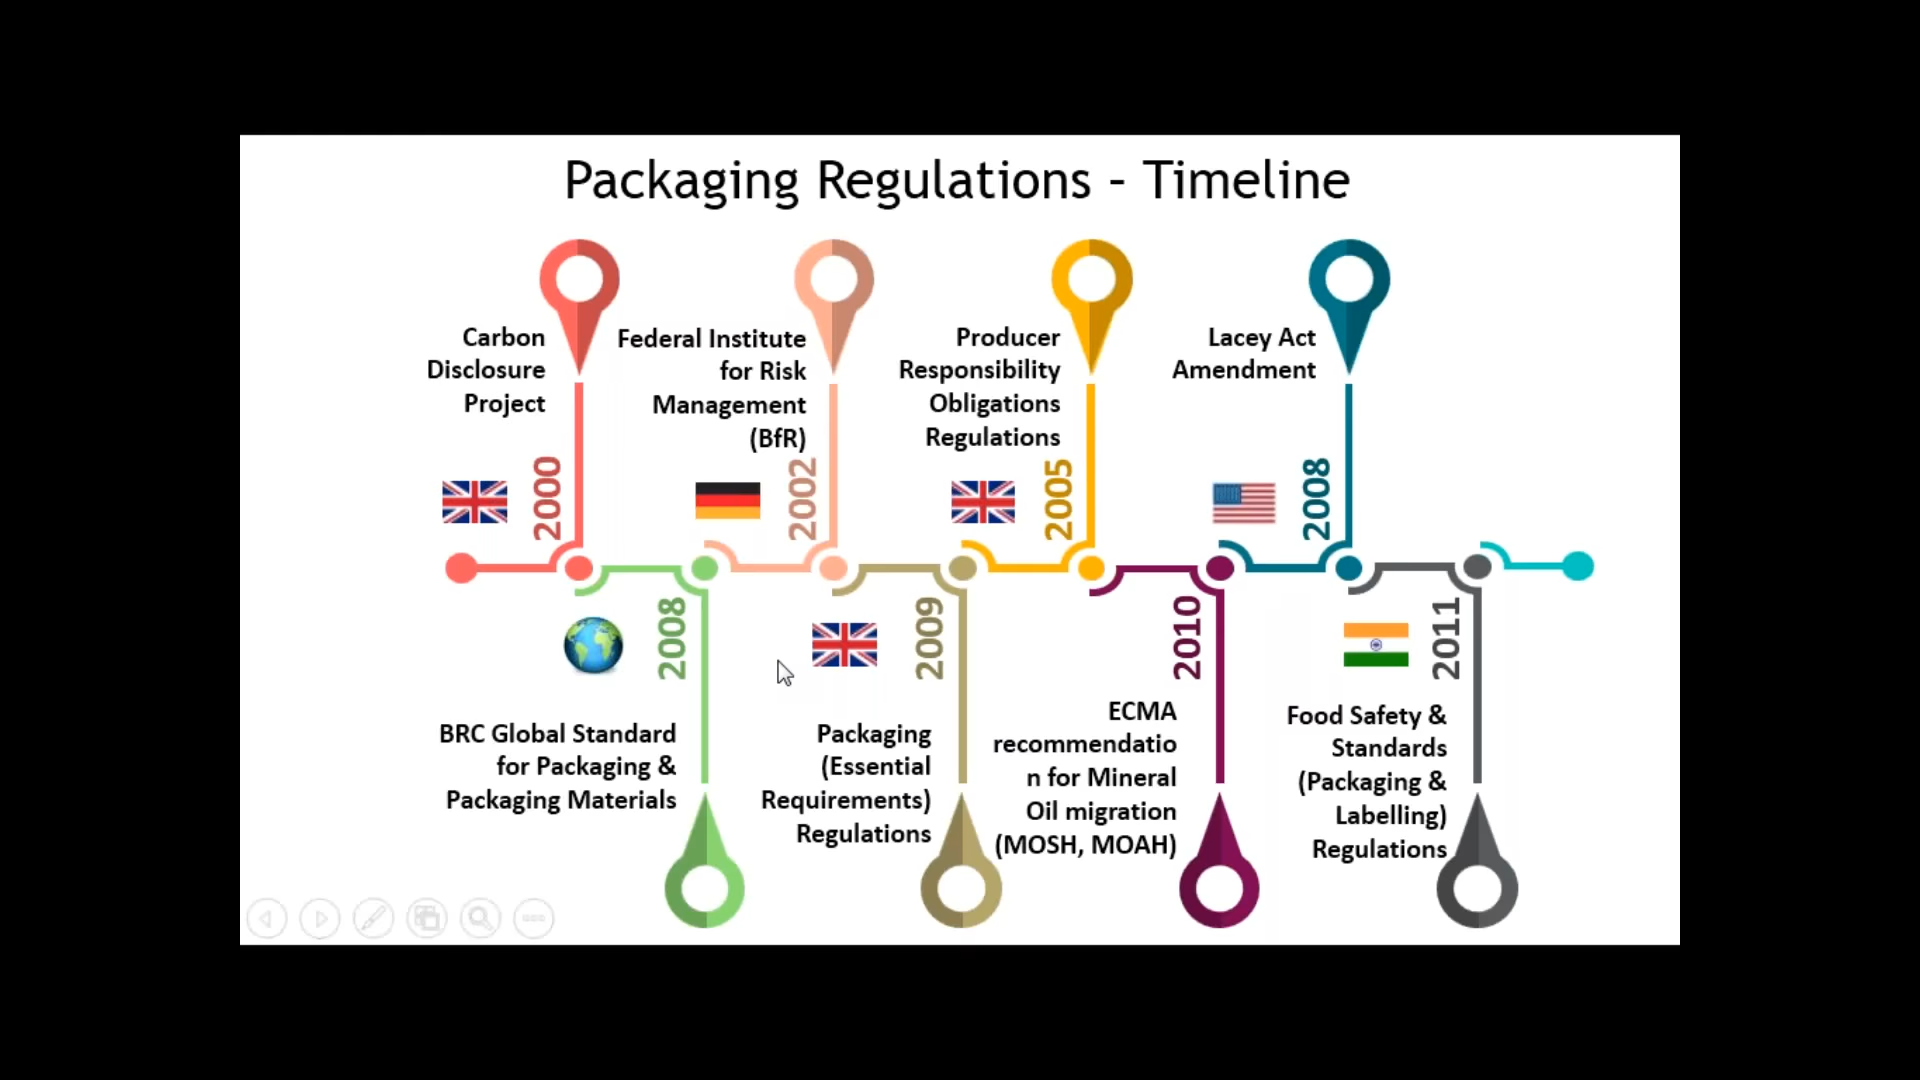 Packaging Regulations - Timeline
Carbon
Disclosure
Project
2000
Federal Institute
for Risk
Management
(BfR)
2002
Producer
Responsibility
Obligations
Regulations
2005
Lacey Act
Amendment
2008
2008
BRC Global Standard
for Packaging &
Packaging Materials
2009
Packaging
(Essential
Requirements)
Regulations
2010
ECMA
recommendatio
n for Mineral
Oil migration
(MOSH, MOAH)
2011
Food Safety &
Standards
(Packaging &
Labelling)
Regulations